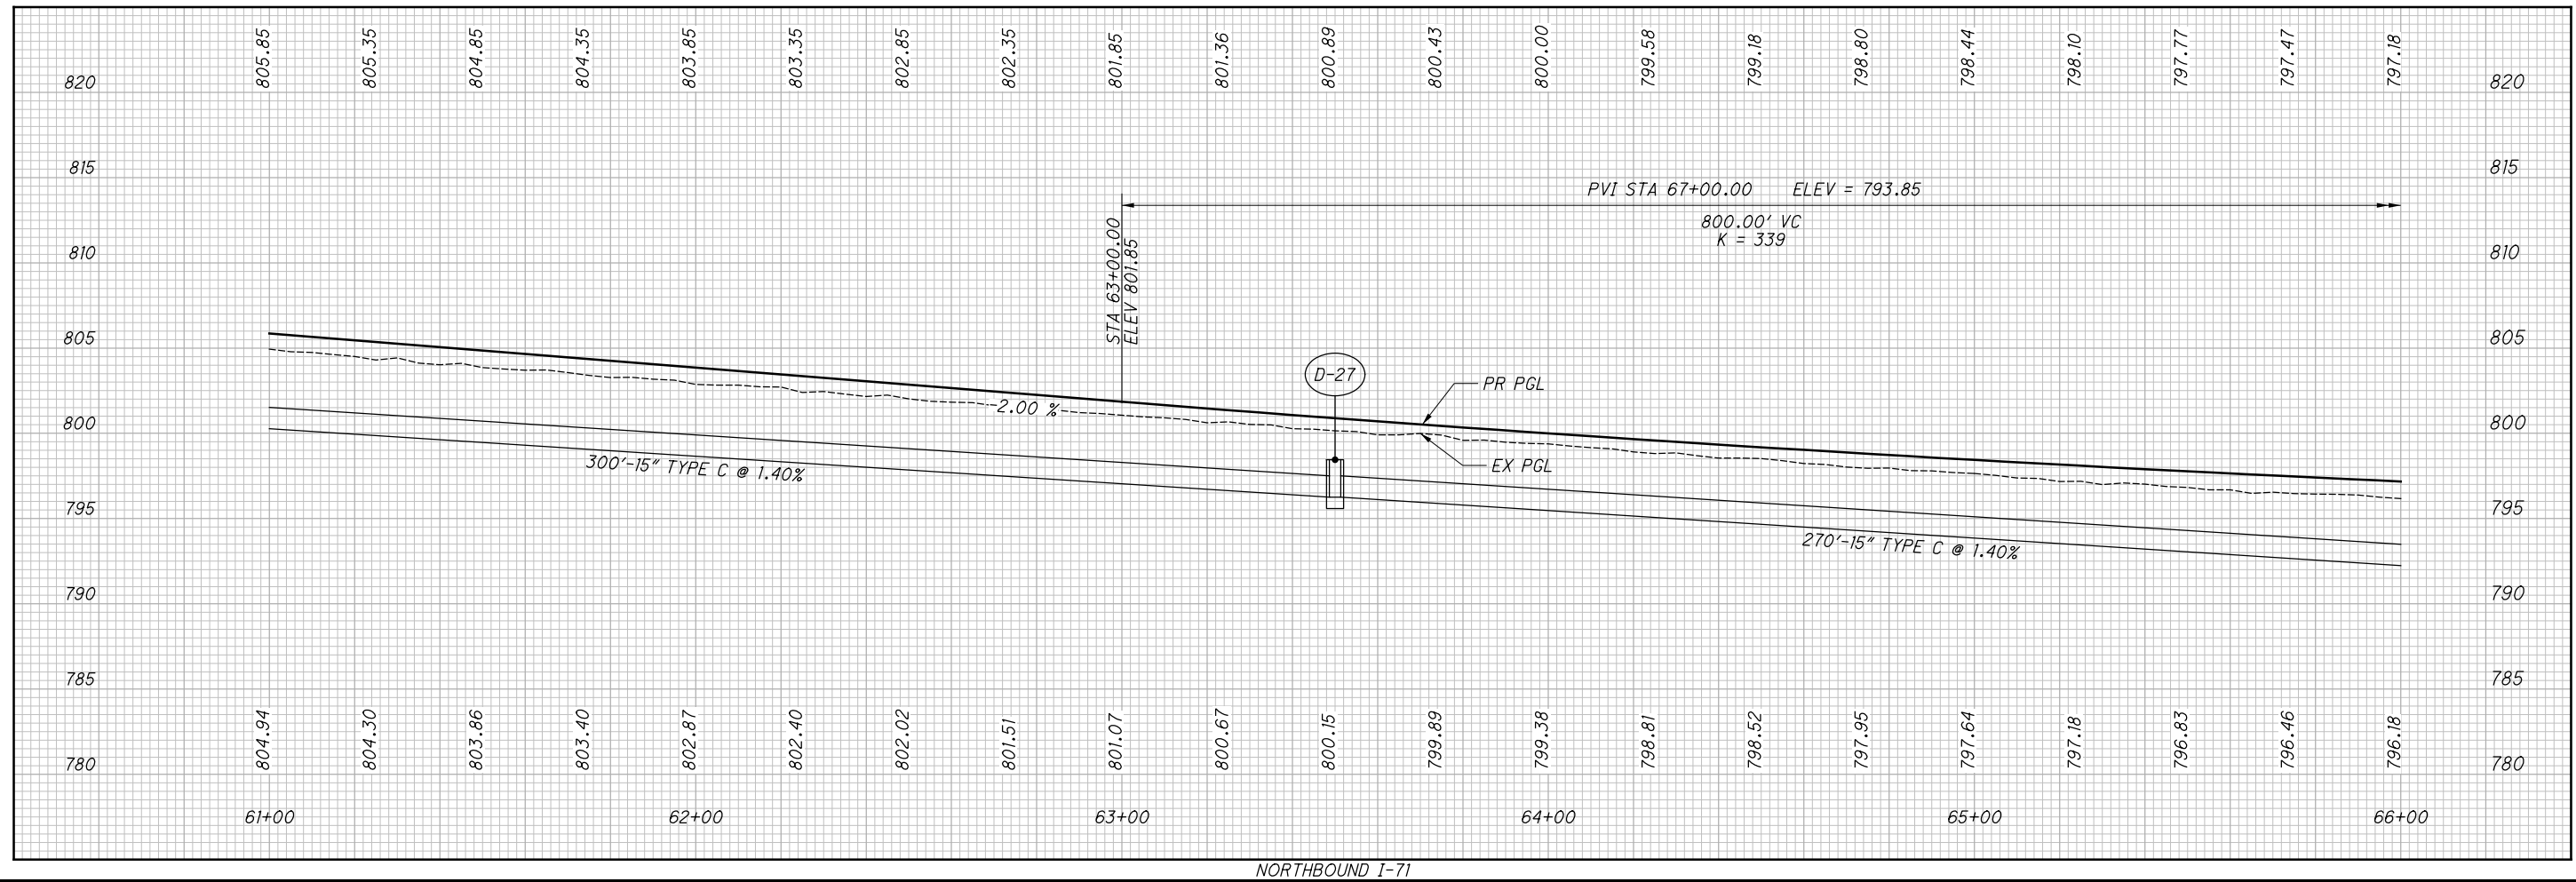 805.85 805.35 804.85 804.35 803.85 803.35 802.85 802.35 801.85 801.36 800.89 800.43 800.00 799.58 799.18 798.80 798.44 798.10 797.77 797.47 797.18
820 820
815 815
PVI STA 67+00.00 ELEV = 793.85
800.00' VC
K = 339
810 810
STA 63+00.00
ELEV 801.85
805 805
D-27
PR PGL
-2.00 %
800 800
EX PGL
300'-15" TYPE C @ 1.40%
795 795
270'-15" TYPE C @ 1.40%
790 790
785 785
804.94 804.30 803.86 803.40 802.87 802.40 802.02 801.51 801.07 800.67 800.15 799.89 799.38 798.81 798.52 797.95 797.64 797.18 796.83 796.46 796.18
780 780
61+00 62+00 63+00 64+00 65+00 66+00
NORTHBOUND I-71